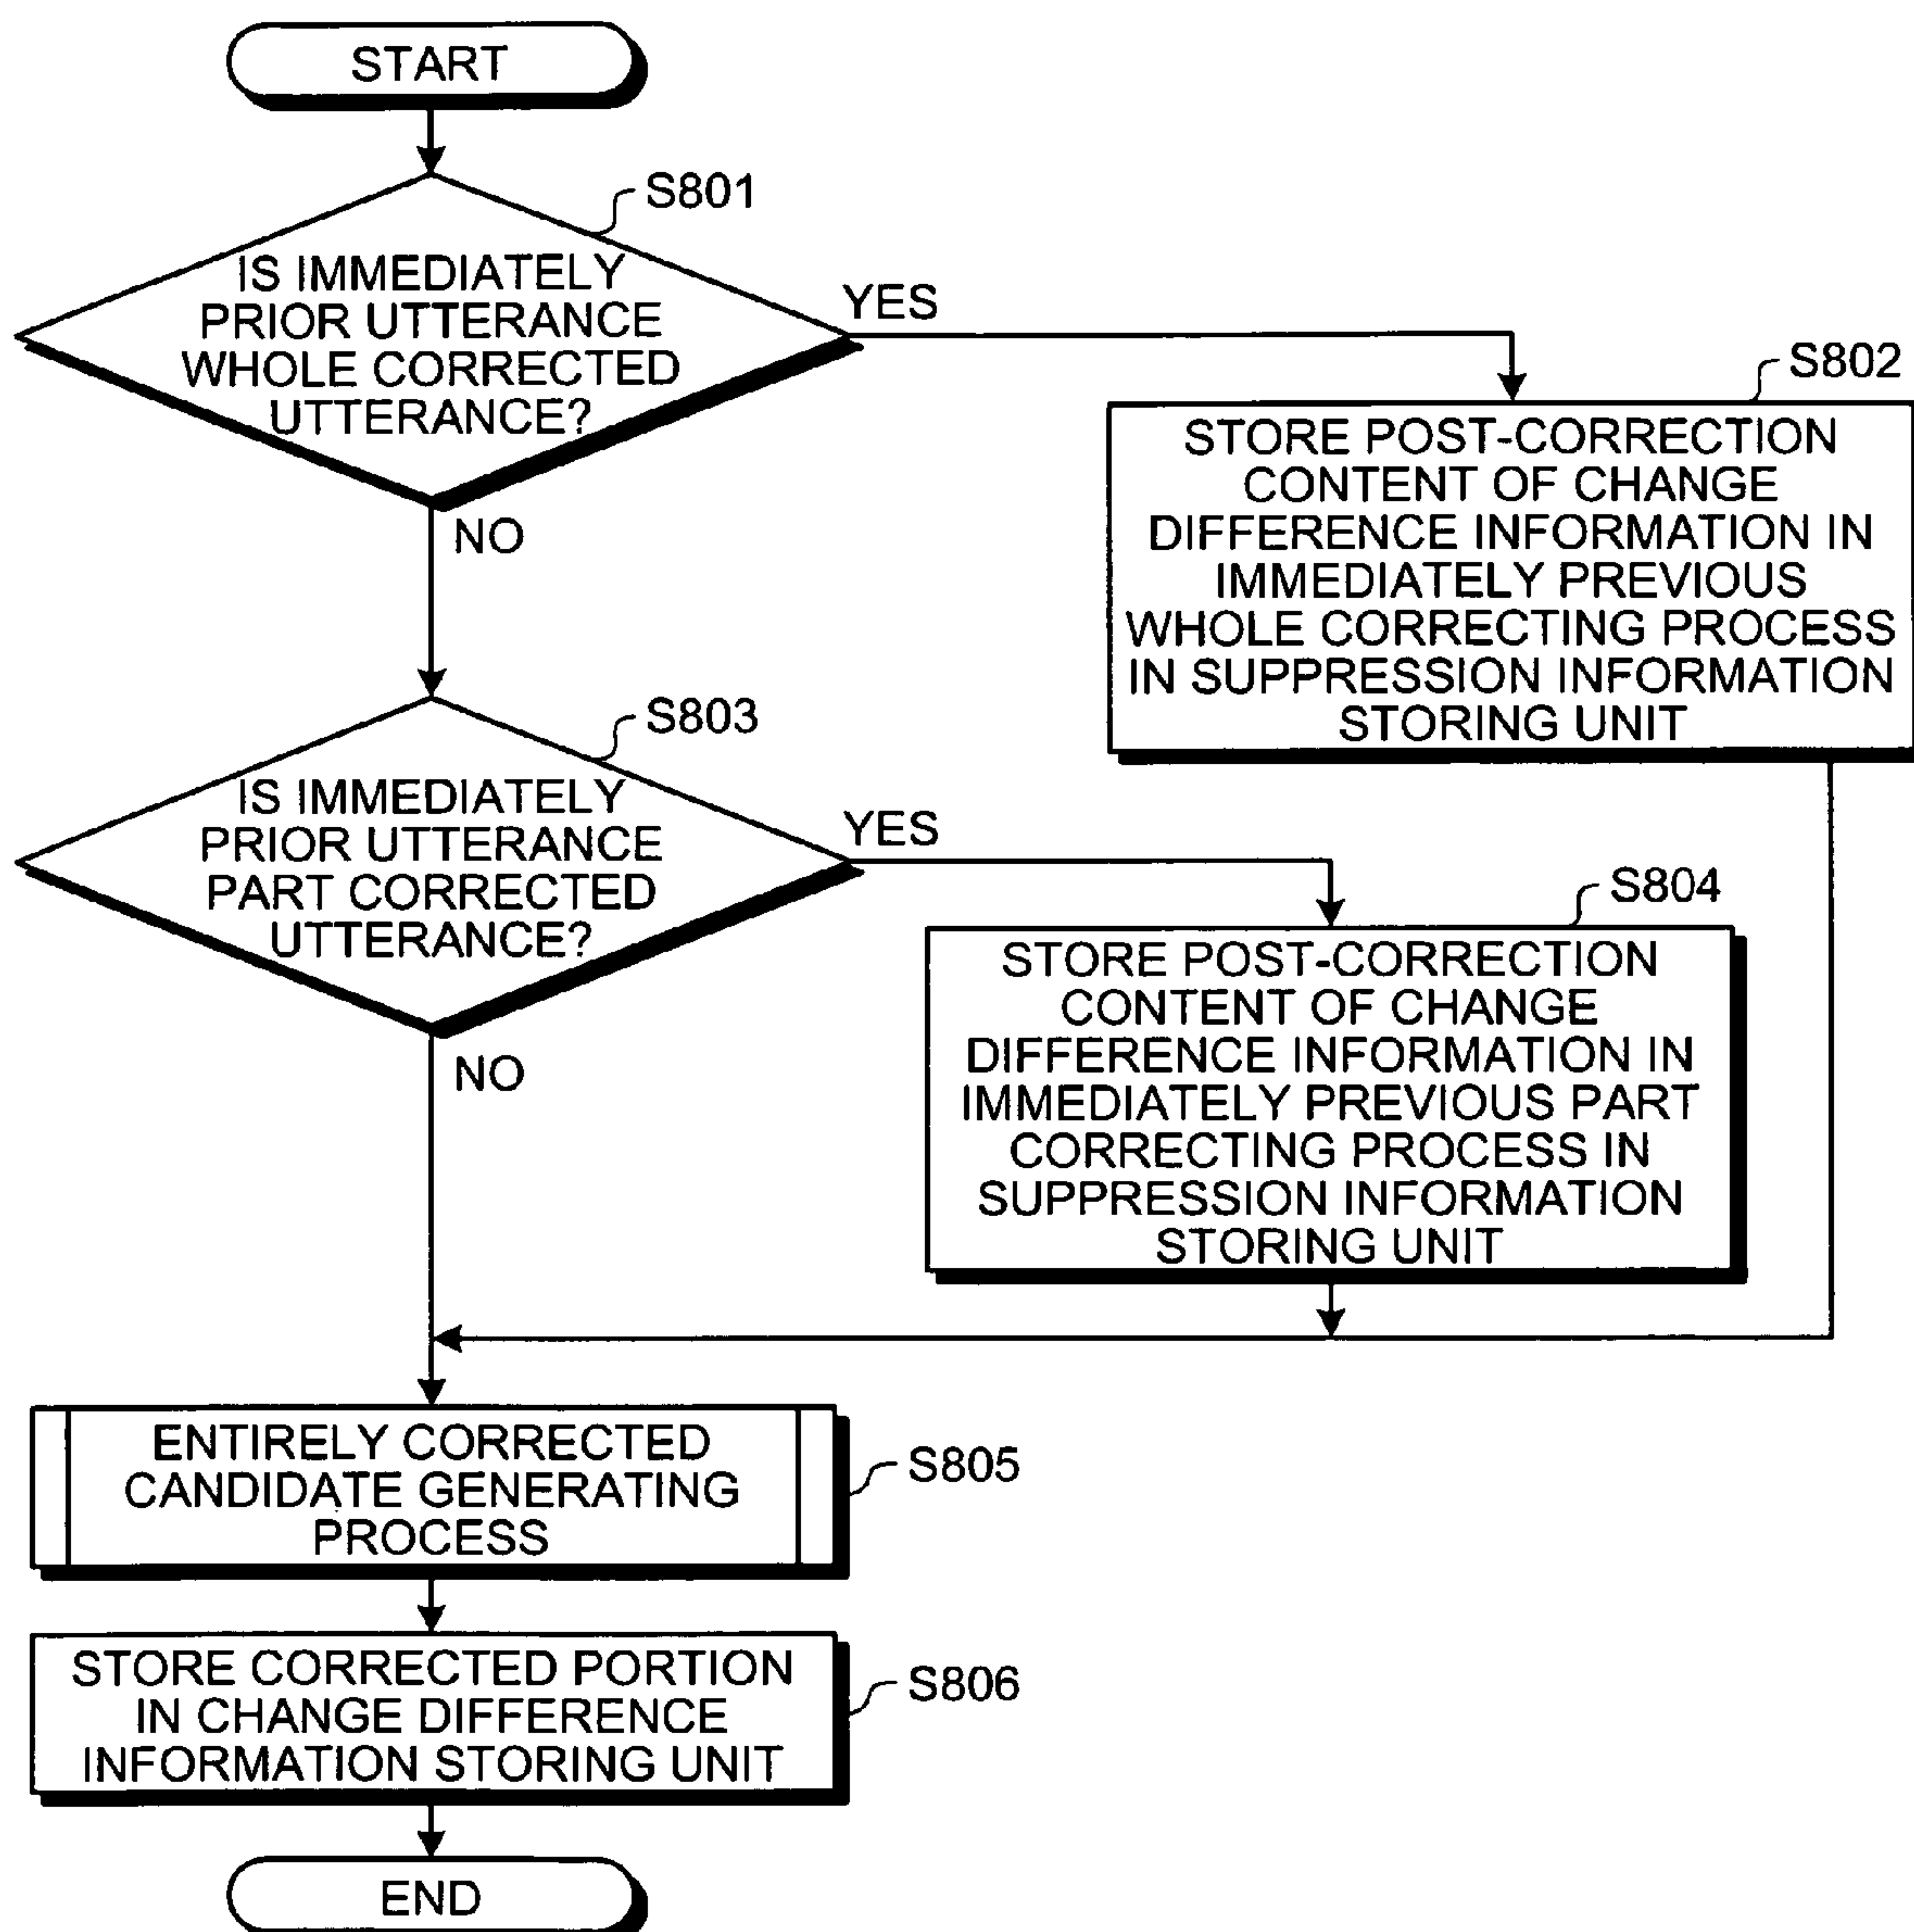 START
S801
IS IMMEDIATELY
PRIOR UTTERANCE
WHOLE CORRECTED
UTTERANCE?
YES
NO
S802
STORE POST-CORRECTION
CONTENT OF CHANGE
DIFFERENCE INFORMATION IN
IMMEDIATELY PREVIOUS
WHOLE CORRECTING PROCESS
IN SUPPRESSION INFORMATION
STORING UNIT
S803
IS IMMEDIATELY
PRIOR UTTERANCE
PART CORRECTED
UTTERANCE?
YES
NO
S804
STORE POST-CORRECTION
CONTENT OF CHANGE
DIFFERENCE INFORMATION IN
IMMEDIATELY PREVIOUS PART
CORRECTING PROCESS IN
SUPPRESSION INFORMATION
STORING UNIT
ENTIRELY CORRECTED
CANDIDATE GENERATING
PROCESS
S805
STORE CORRECTED PORTION
IN CHANGE DIFFERENCE
INFORMATION STORING UNIT
S806
END